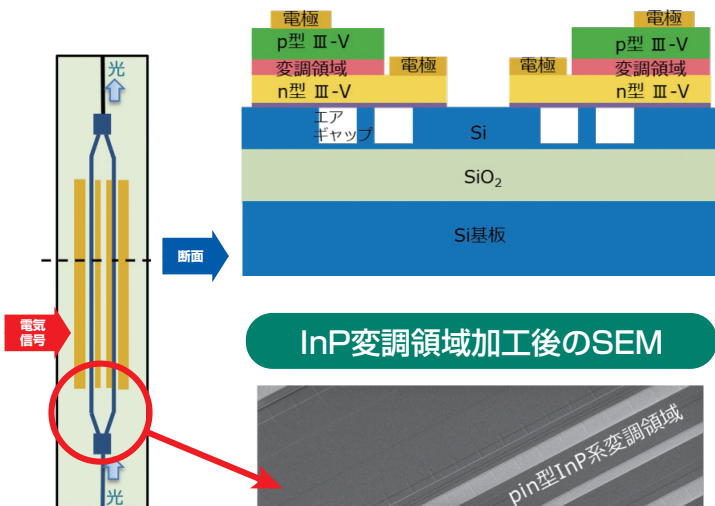 光
電気
信号
光
断面
電極
p型 Ⅲ-V
変調領域
n型 Ⅲ-V
電極
エア
ギャップ
電極
電極
p型 Ⅲ-V
変調領域
n型 Ⅲ-V
Si
SiO₂
Si基板
InP変調領域加工後のSEM
pin型InP系変調領域